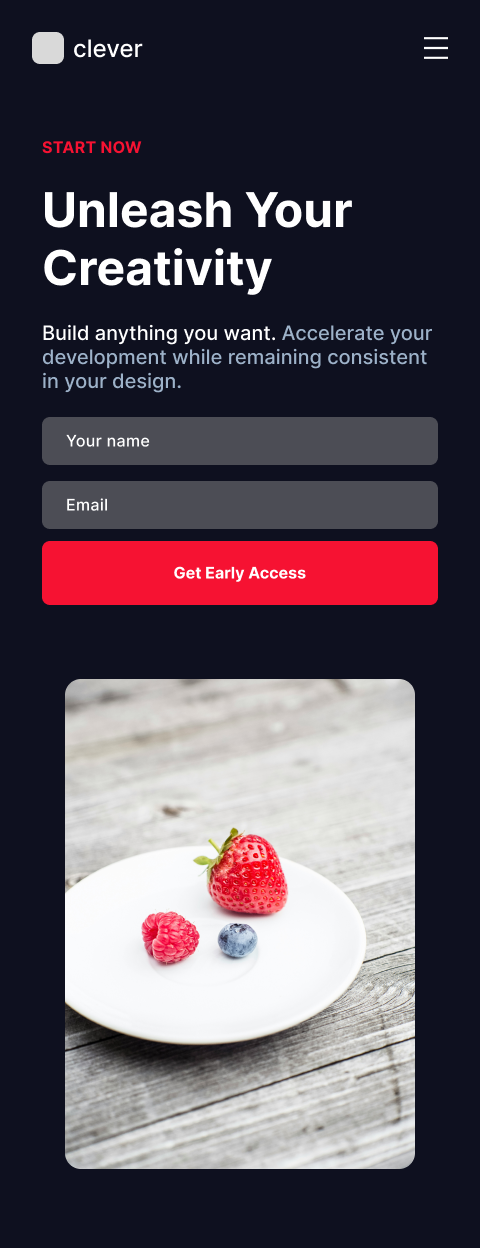 clever
START NOW
Unleash Your
Creativity
Build anything you want. Accelerate your
development while remaining consistent
in your design.
Your name
Email
Get Early Access